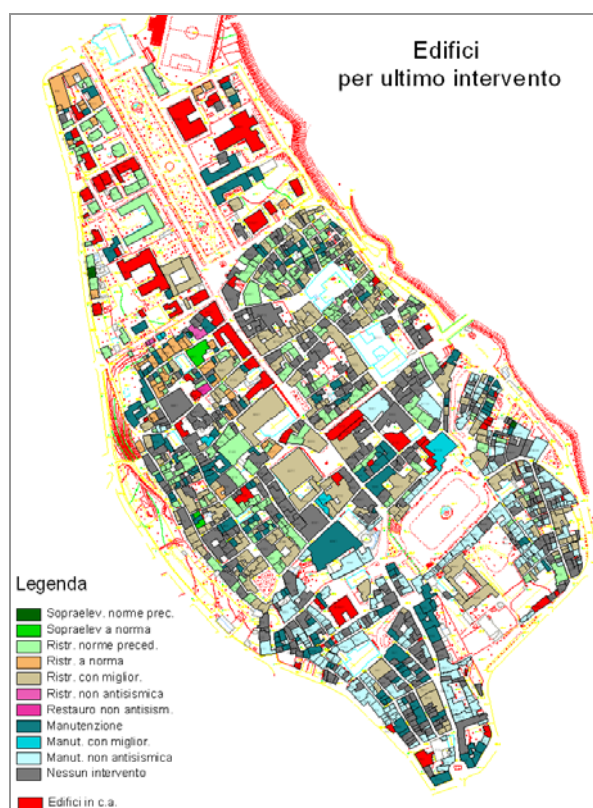 Edifici
per ultimo intervento
Legenda
Sopraelev. norme prec.
Sopraelev a norma
Ristr. norme preced.
Ristr. a norma
Ristr. con miglior.
Ristr. non antisismica
Restauro non antisism.
Manutenzione
Manut. con miglior.
Manut. non antisismica
Nessun intervento
Edifici in c.a.